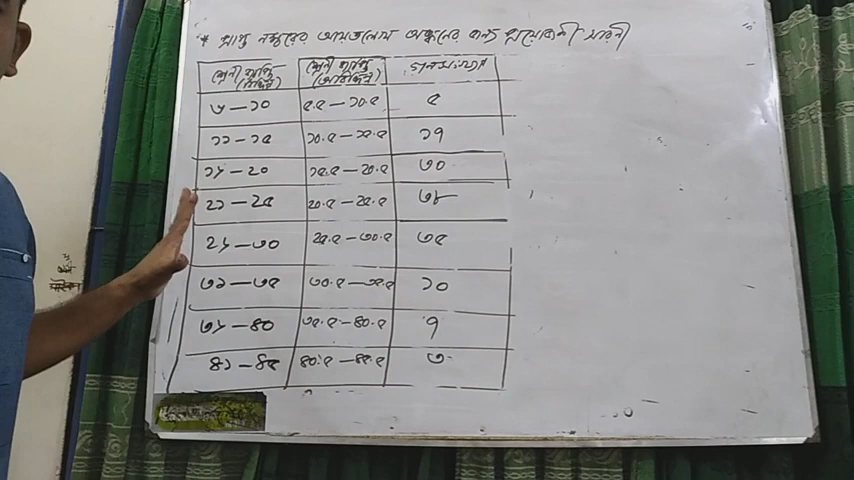 * প্রাপ্ত নম্বরের আয়তলেখ অঙ্কনের জন্য প্রয়োজনীয় সারণী
শ্রেণী ব্যাপ্তি (বিচ্ছিন্ন) শ্রেণী ব্যাপ্তি (অবিচ্ছিন্ন) গণসংখ্যা
৬—১০ ৫.৫—১০.৫ ৫
১১—১৫ ১০.৫—১৫.৫ ১৭
১৬—২০ ১৫.৫—২০.৫ ৩০
২১—২৫ ২০.৫—২৫.৫ ৩৮
২৬—৩০ ২৫.৫—৩০.৫ ৩৫
৩১—৩৫ ৩০.৫—৩৫.৫ ১০
৩৬—৪০ ৩৫.৫—৪০.৫ ৭
৪১—৪৫ ৪০.৫—৪৫.৫ ৩